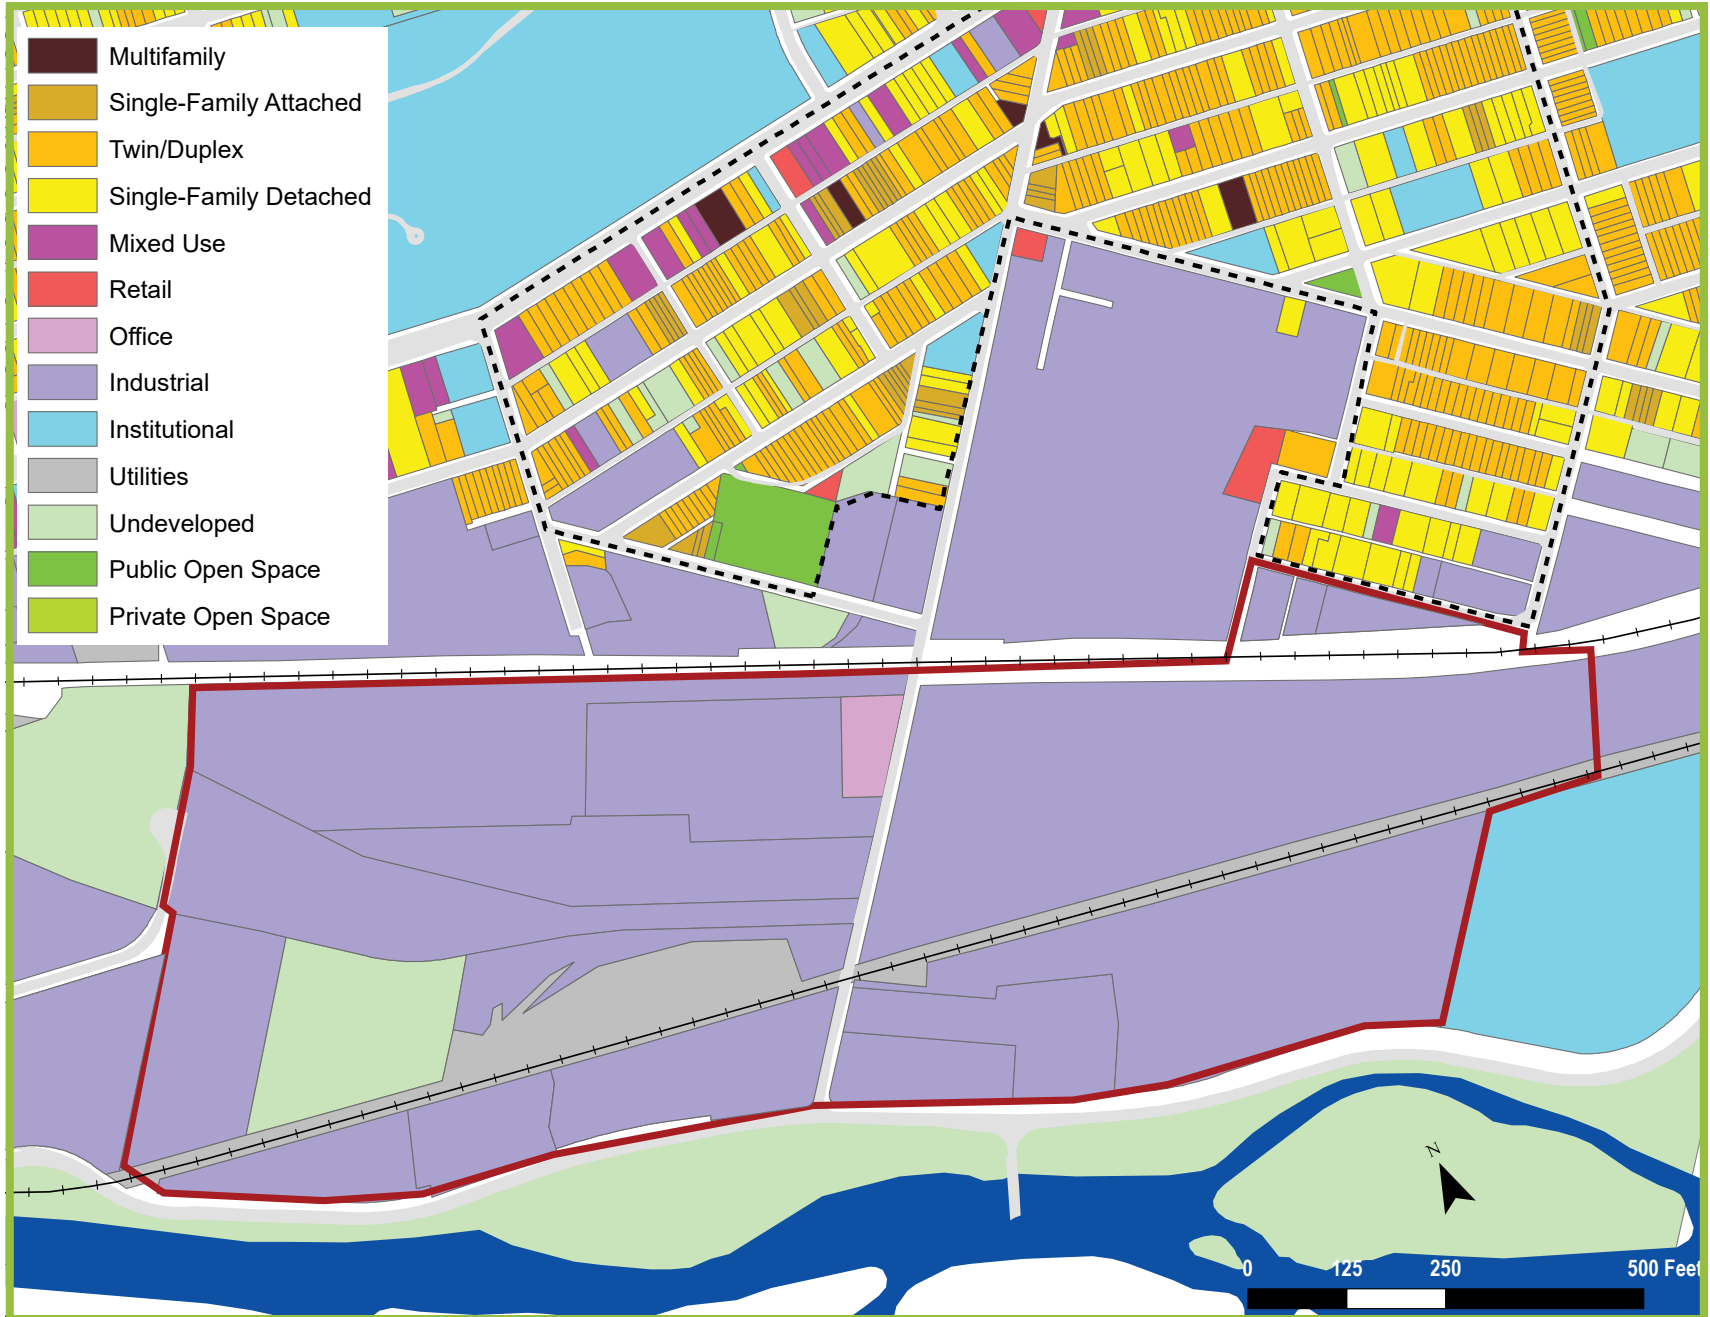 Multifamily
Single-Family Attached
Twin/Duplex
Single-Family Detached
Mixed Use
Retail
Office
Industrial
Institutional
Utilities
Undeveloped
Public Open Space
Private Open Space
N
0 125 250 500 Feet